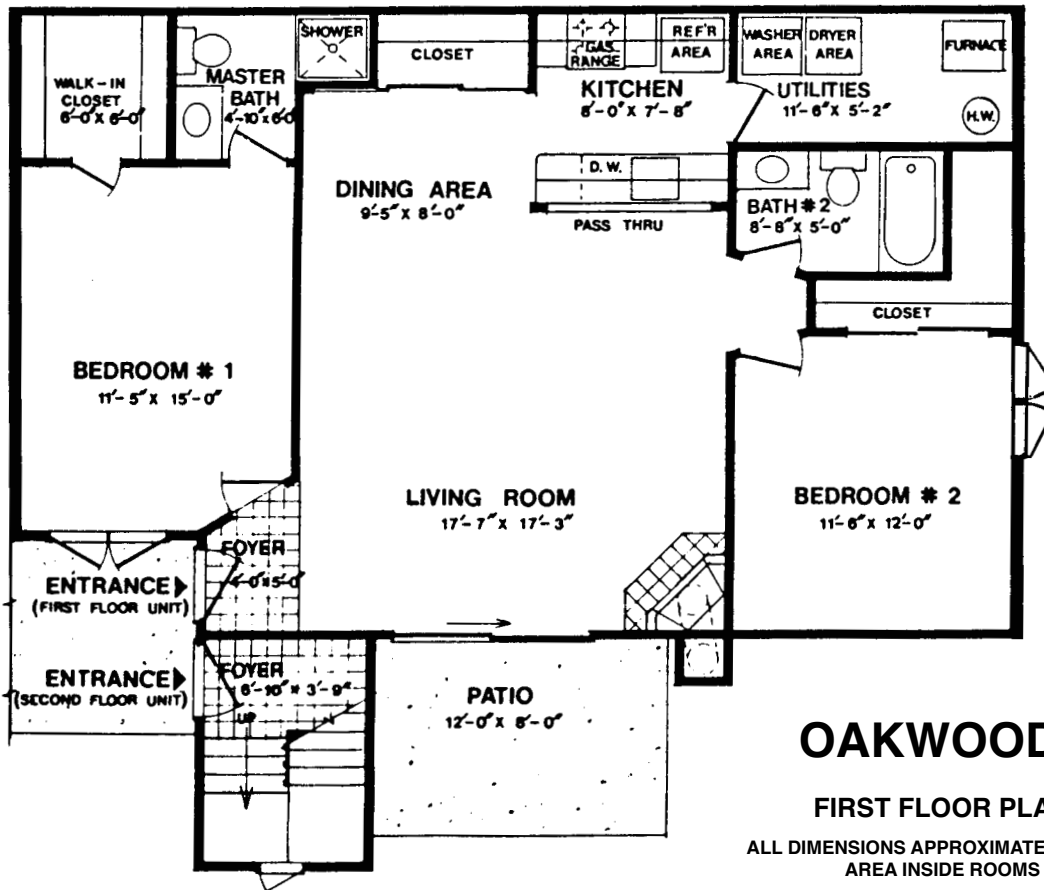 WALK-IN
CLOSET
6'-0" X 6'-0"
MASTER
BATH
4'-10" X 6'-0"
SHOWER
CLOSET
GAS
RANGE
REF'R
AREA
KITCHEN
8'-0" X 7'-8"
WASHER
AREA
DRYER
AREA
FURNACE
UTILITIES
11'-6" X 5'-2"
H.W.
DINING AREA
9'-5" X 8'-0"
D.W.
PASS THRU
BATH #2
8'-8" X 5'-0"
CLOSET
BEDROOM # 1
11'-5" X 15'-0"
LIVING ROOM
17'-7" X 17'-3"
BEDROOM # 2
11'-6" X 12'-0"
FOYER
4'-0" X 5'-0"
ENTRANCE
(FIRST FLOOR UNIT)
ENTRANCE
(SECOND FLOOR UNIT)
FOYER
6'-10" X 3'-9"
UP
PATIO
12'-0" X 8'-0"
OAKWOOD
FIRST FLOOR PLA
ALL DIMENSIONS APPROXIMATE
AREA INSIDE ROOMS